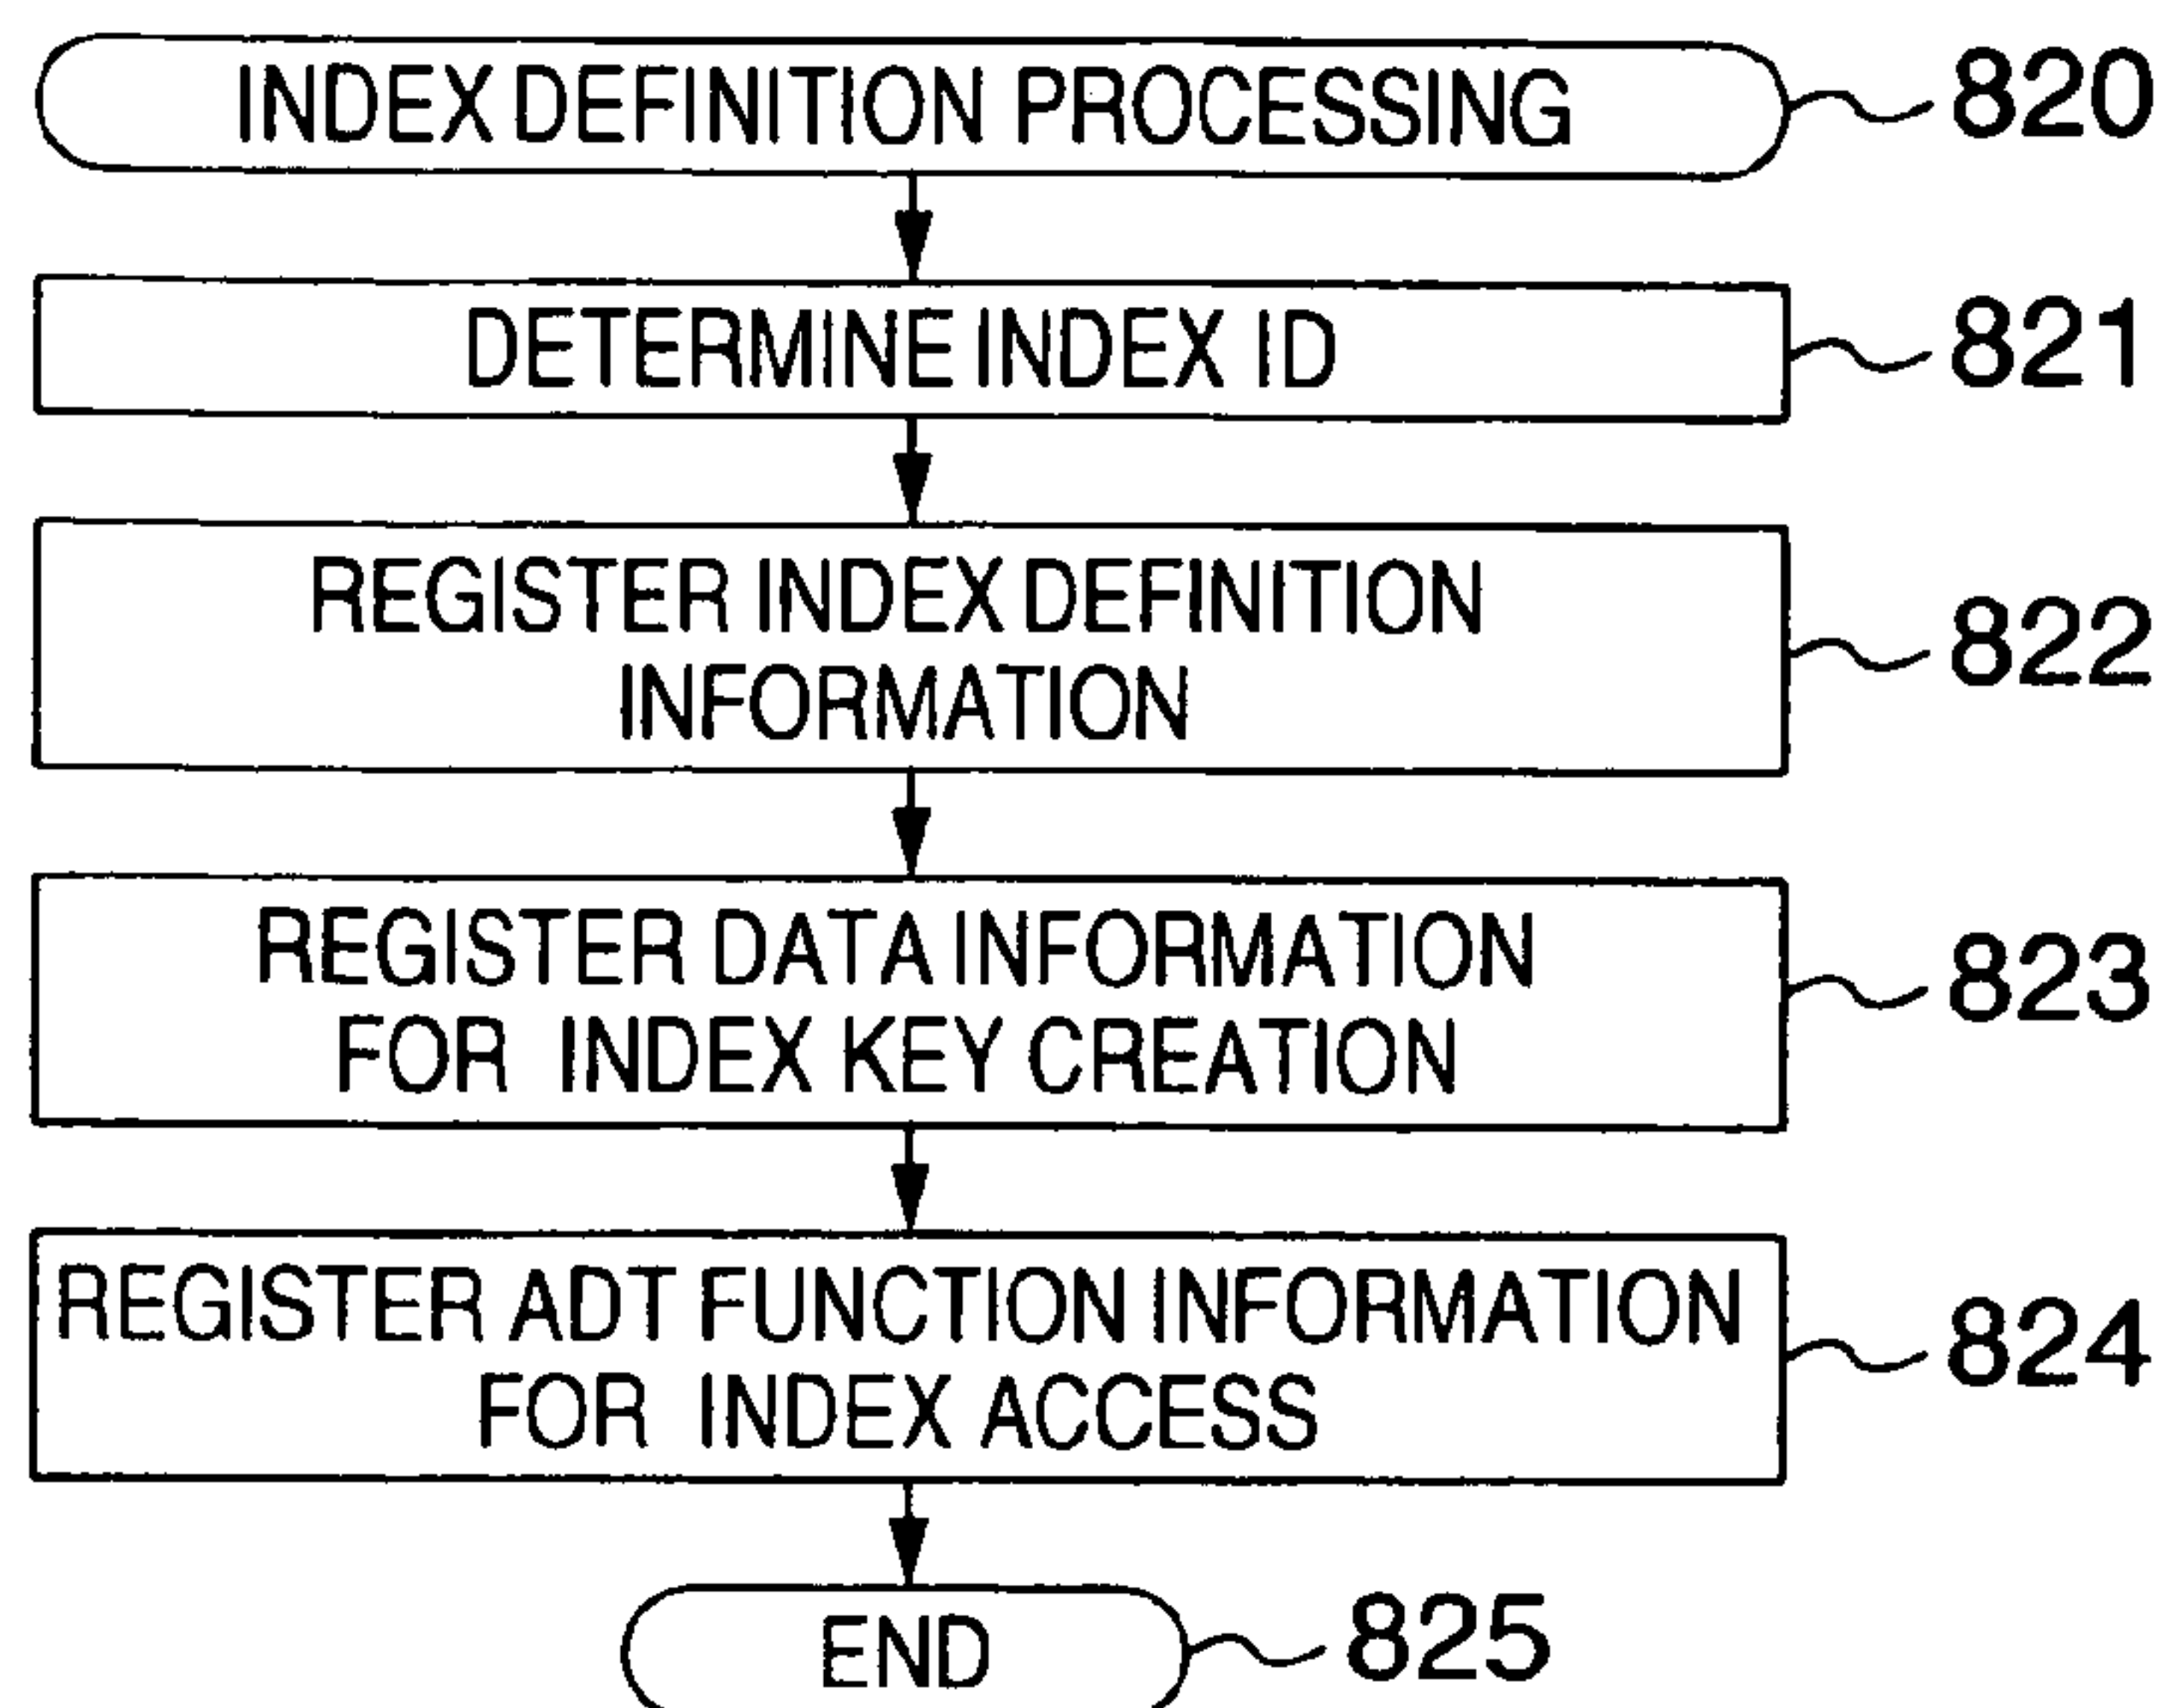 INDEX DEFINITION PROCESSING 820
DETERMINE INDEX ID 821
REGISTER INDEX DEFINITION
INFORMATION 822
REGISTER DATA INFORMATION
FOR INDEX KEY CREATION 823
REGISTER ADT FUNCTION INFORMATION
FOR INDEX ACCESS 824
END 825